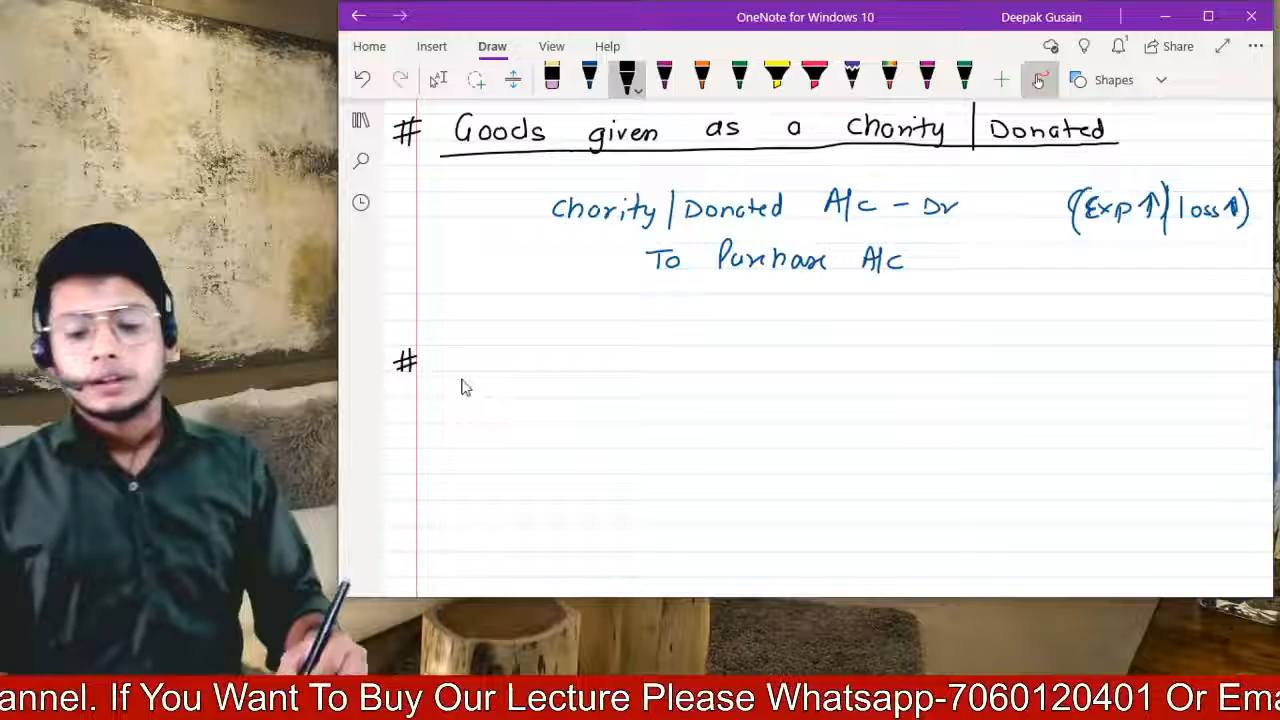 OneNote for Windows 10
Deepak Gusain
Home Insert Draw View Help
Share
Shapes
# Goods given as a Charity | Donated
Charity | Donated A/c - Dr (Exp ↑ | loss ↑)
To Purchase A/c
#
annel. If You Want To Buy Our Lecture Please Whatsapp-7060120401 Or Ema